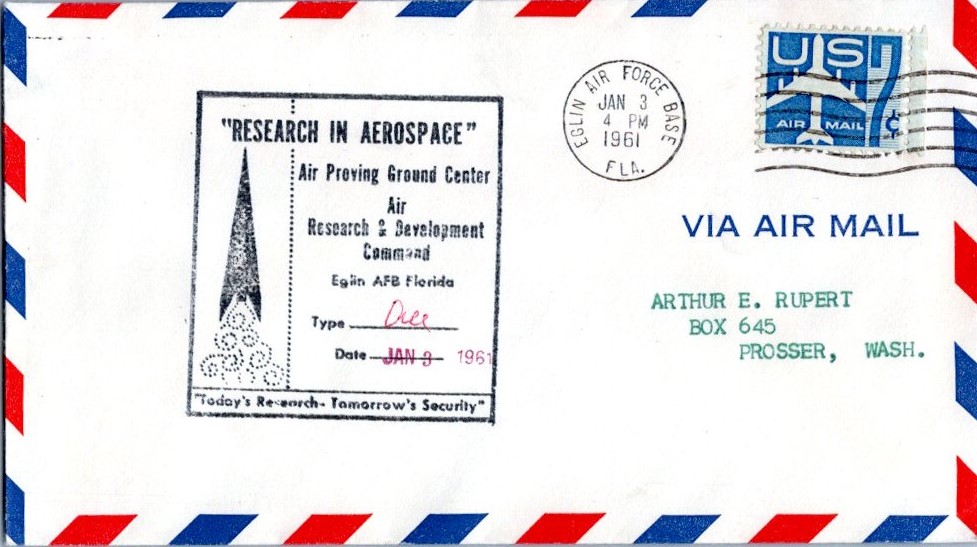 "RESEARCH IN AEROSPACE"
Air Proving Ground Center
Air
Research & Development
Command
Eglin AFB Florida
Type
Date JAN 3 1961
"Today's Research- Tomorrow's Security"
EGLIN AIR FORCE BASE
JAN 3
4 PM
1961
FLA.
US
AIR MAIL
¢
VIA AIR MAIL
ARTHUR E. RUPERT
BOX 645
PROSSER, WASH.